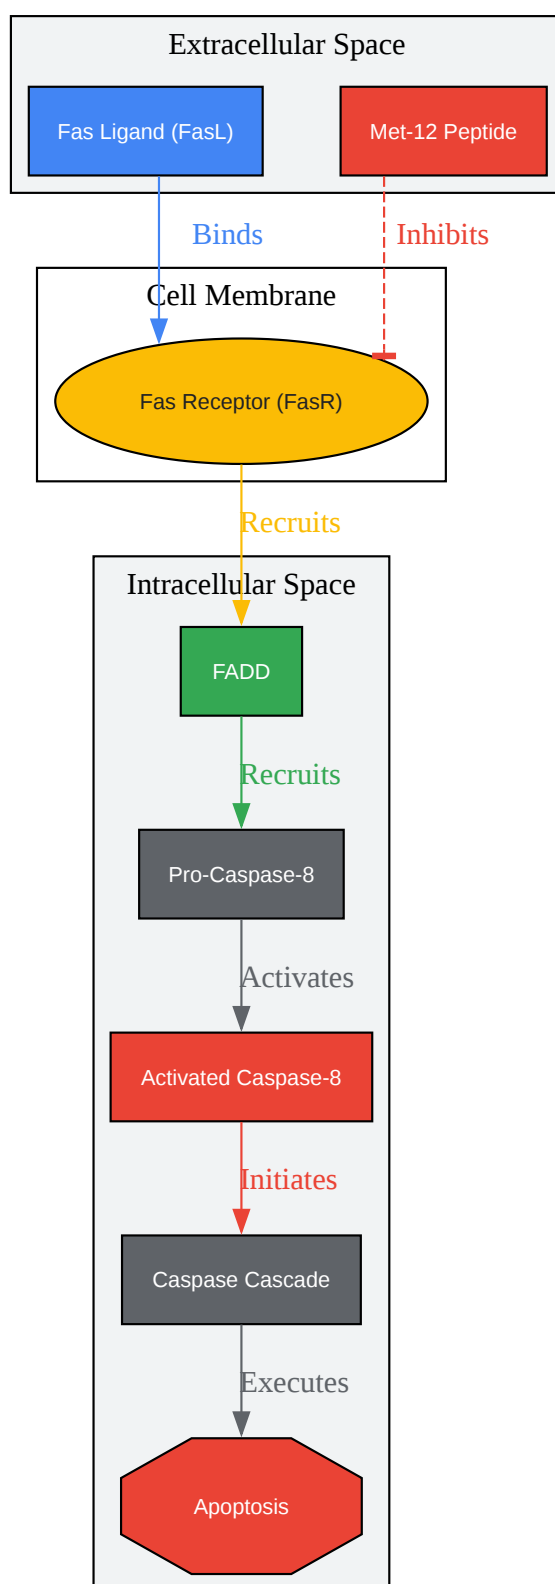 Extracellular Space
Fas Ligand (FasL)
Met-12 Peptide
Binds
Inhibits
Cell Membrane
Fas Receptor (FasR)
Recruits
Intracellular Space
FADD
Recruits
Pro-Caspase-8
Activates
Activated Caspase-8
Initiates
Caspase Cascade
Executes
Apoptosis